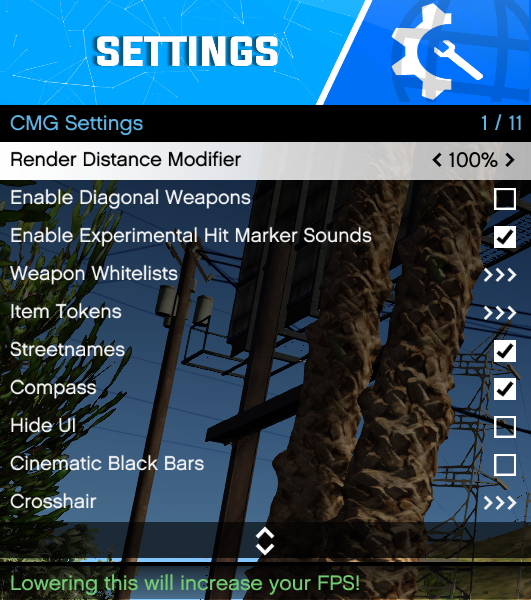 SETTINGS
CMG Settings 1 / 11
Render Distance Modifier < 100% >
Enable Diagonal Weapons
Enable Experimental Hit Marker Sounds
Weapon Whitelists >>>
Item Tokens >>>
Streetnames
Compass
Hide UI
Cinematic Black Bars
Crosshair >>>
Lowering this will increase your FPS!